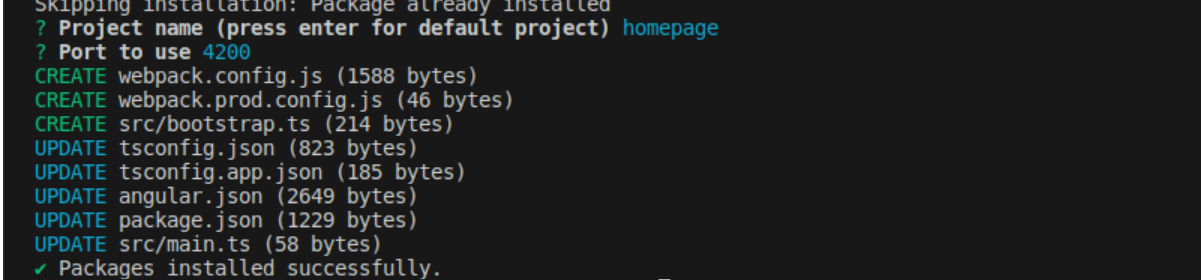 Skipping installation: Package already installed
? Project name (press enter for default project) homepage
? Port to use 4200
CREATE webpack.config.js (1588 bytes)
CREATE webpack.prod.config.js (46 bytes)
CREATE src/bootstrap.ts (214 bytes)
UPDATE tsconfig.json (823 bytes)
UPDATE tsconfig.app.json (185 bytes)
UPDATE angular.json (2649 bytes)
UPDATE package.json (1229 bytes)
UPDATE src/main.ts (58 bytes)
✔ Packages installed successfully.